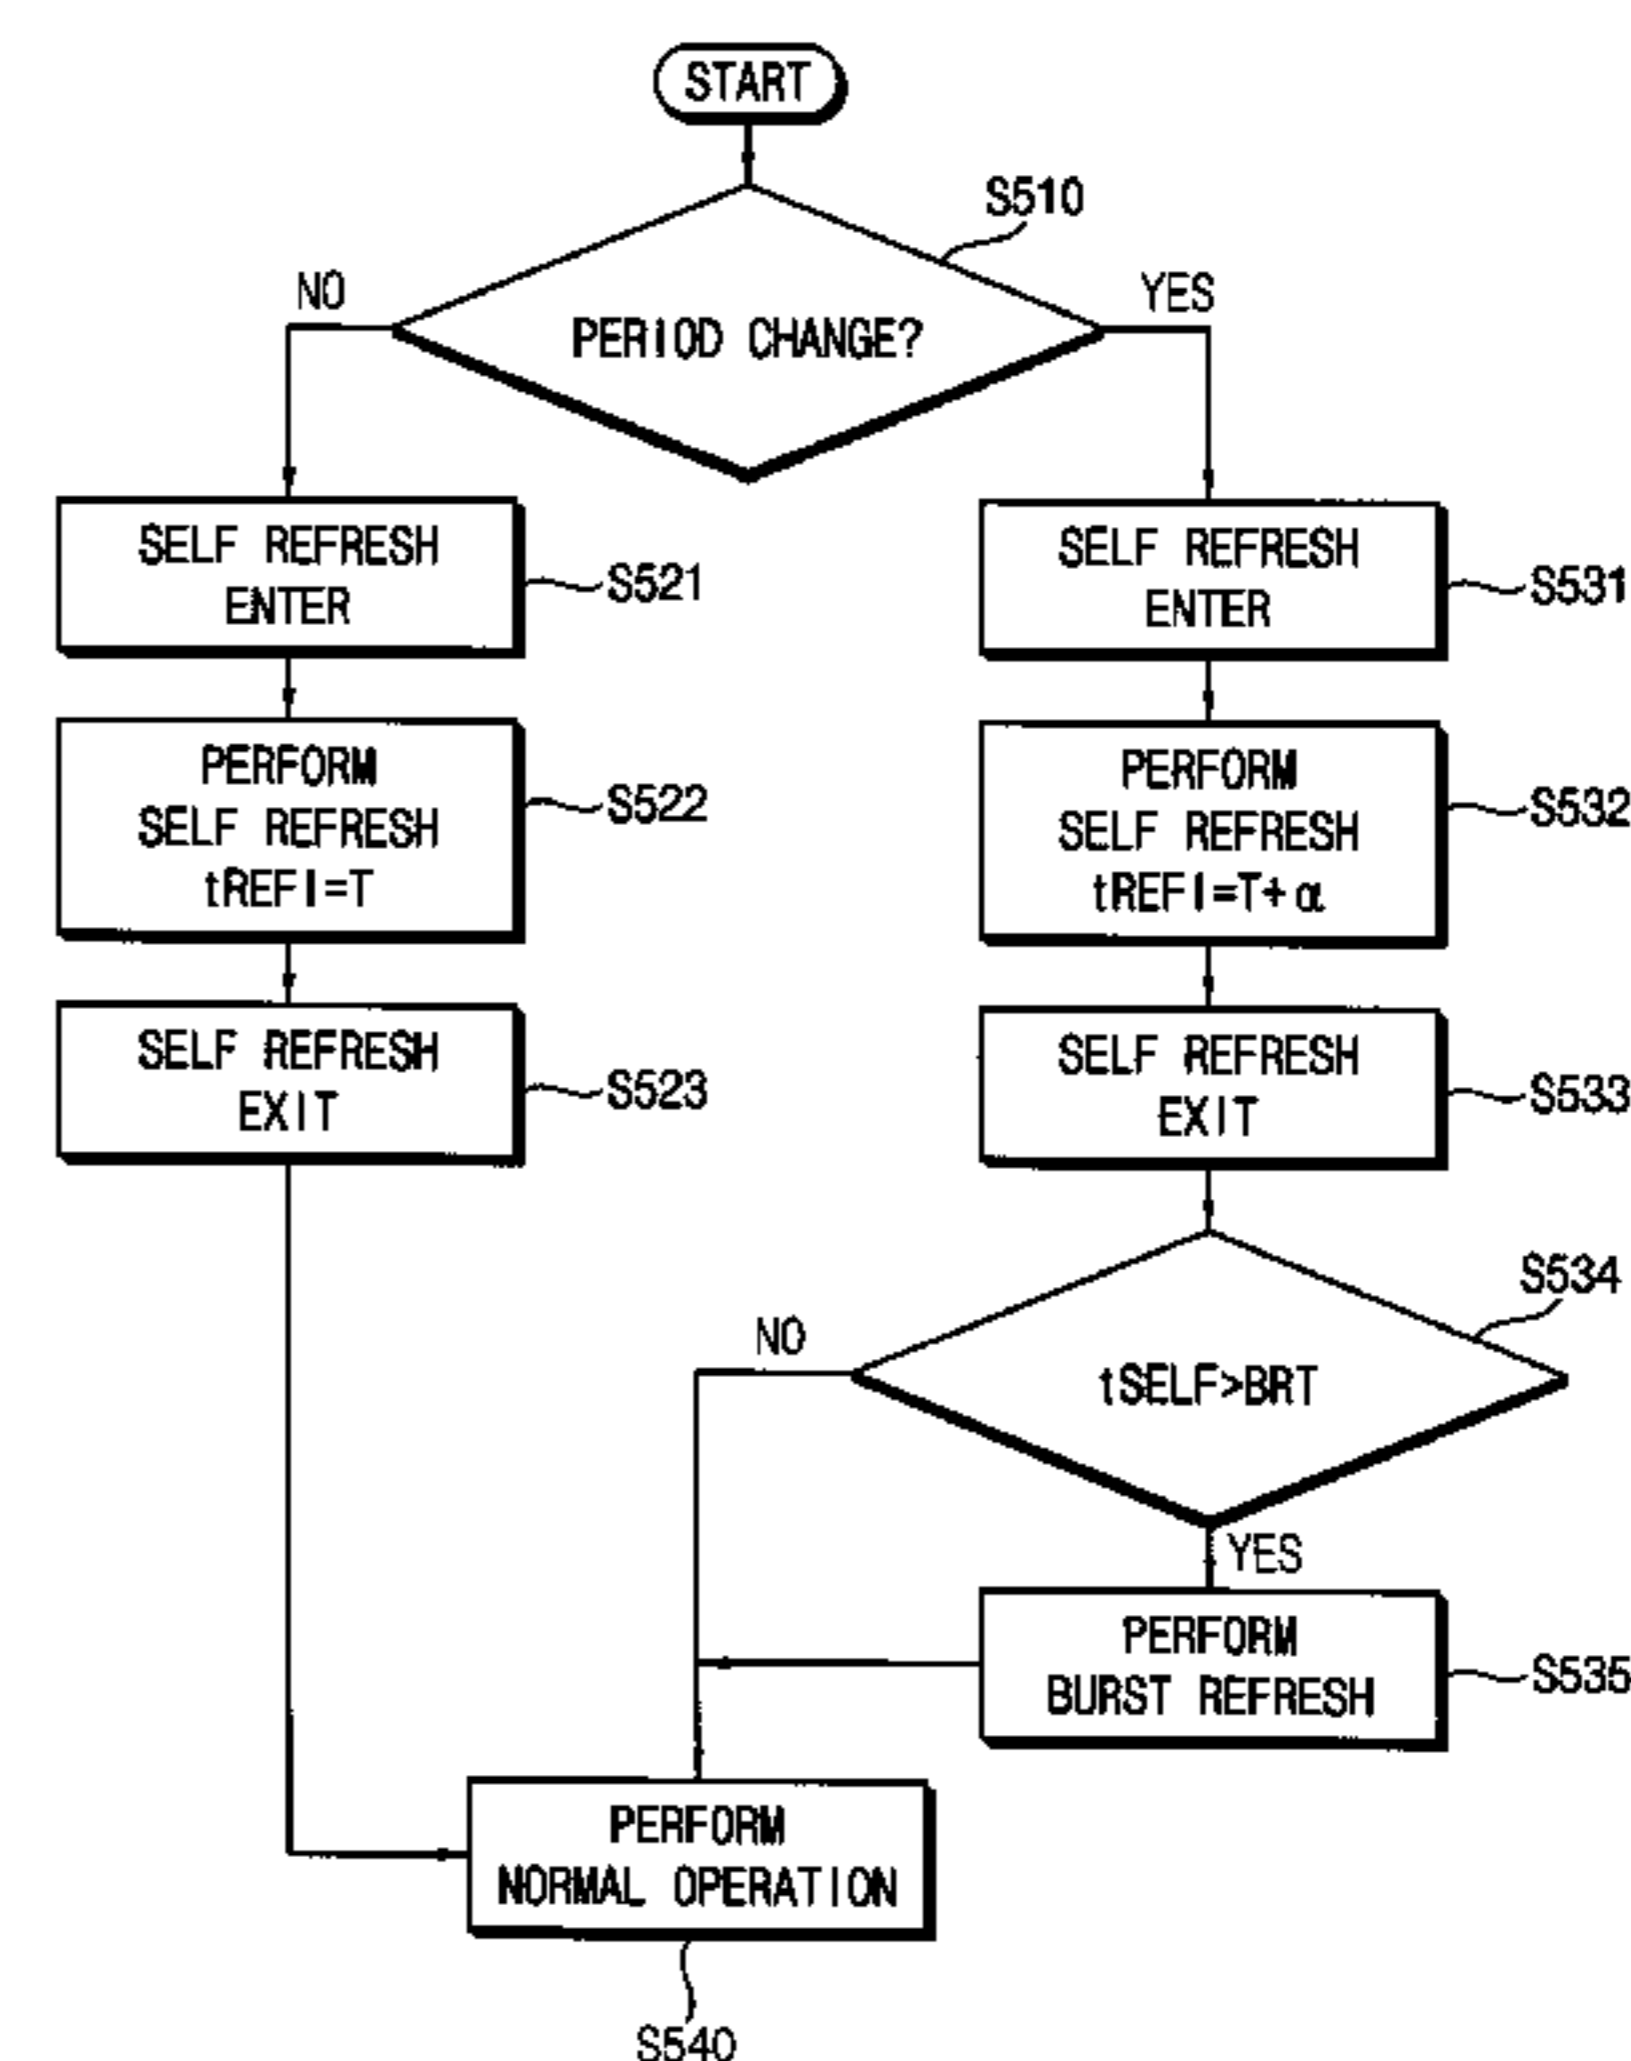 START
S510
NO
YES
PERIOD CHANGE?
SELF REFRESH
ENTER
S521
SELF REFRESH
ENTER
S531
PERFORM
SELF REFRESH
tREFI=T
S522
PERFORM
SELF REFRESH
tREFI=T+α
S532
SELF REFRESH
EXIT
S523
SELF REFRESH
EXIT
S533
S534
NO
tSELF>BRT
YES
PERFORM
BURST REFRESH
S535
PERFORM
NORMAL OPERATION
S540